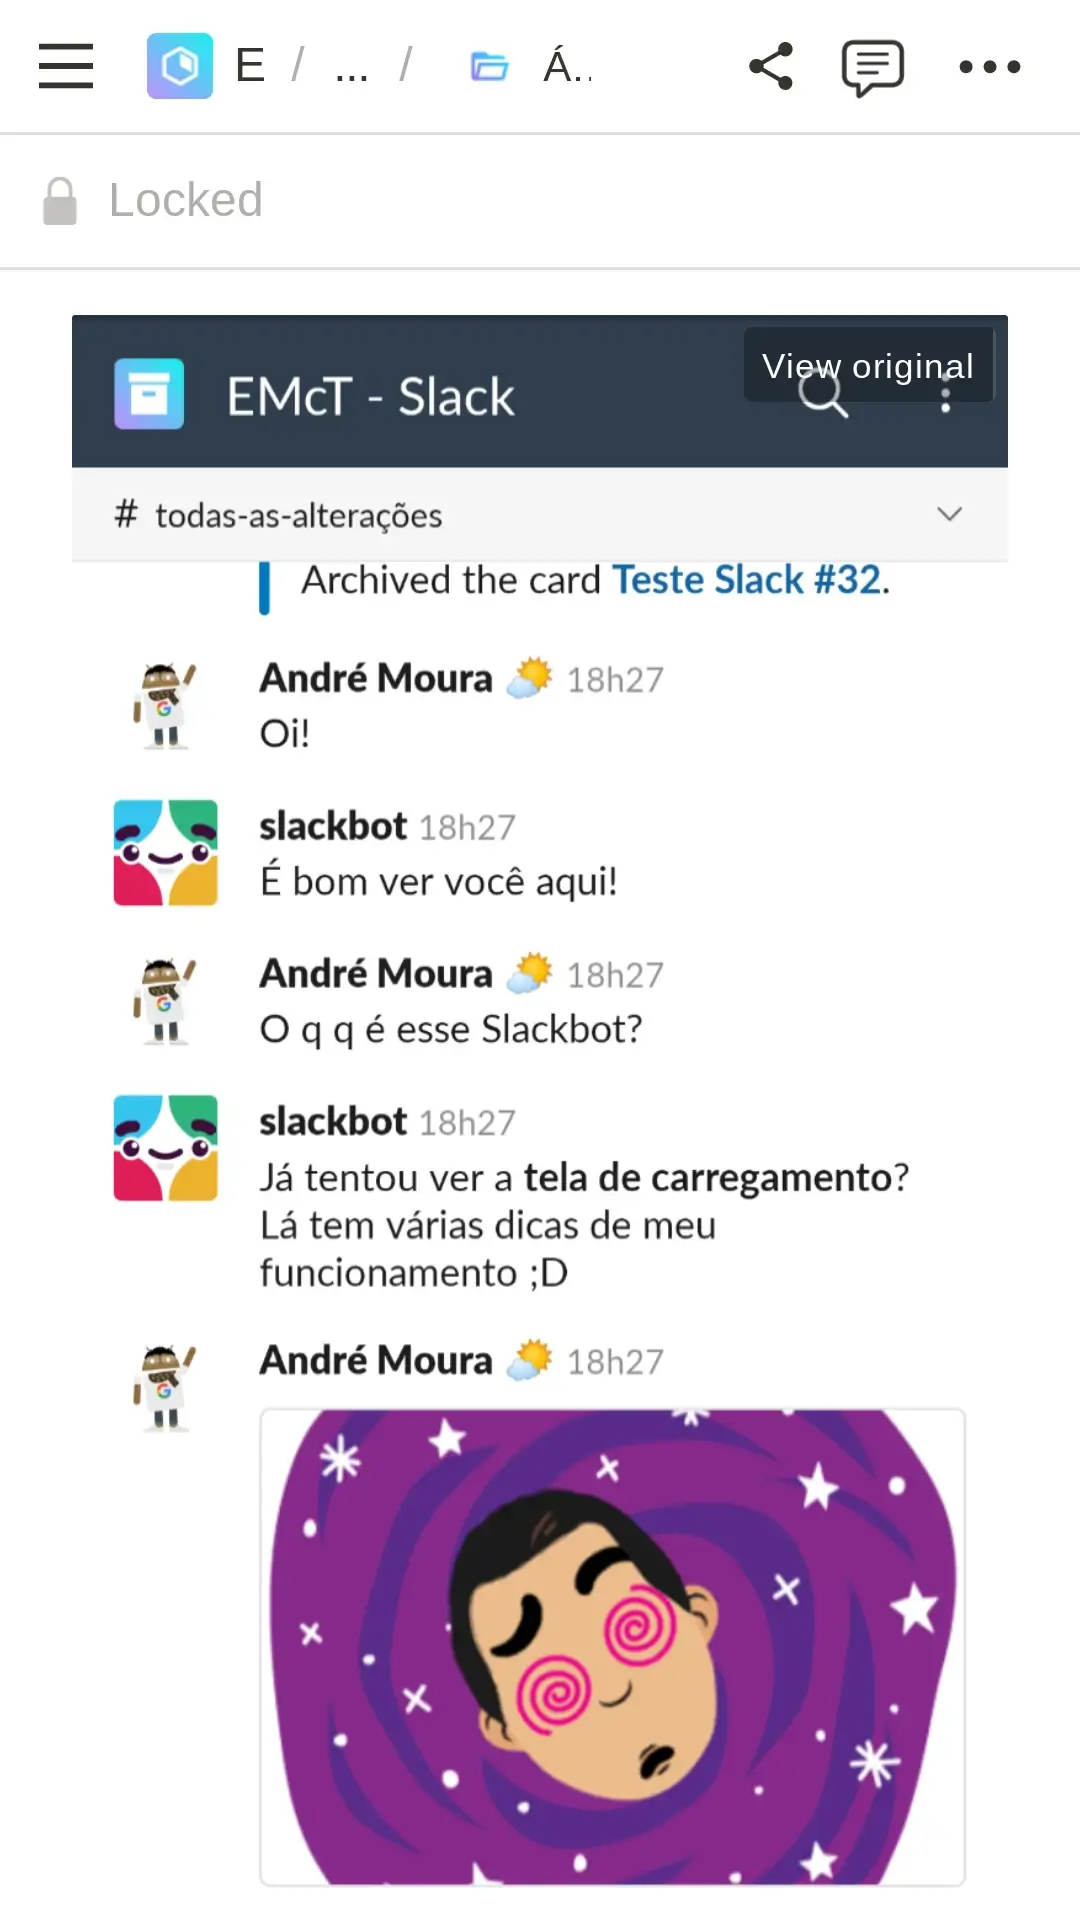 E / ... / Á..
Locked
View original
EMcT - Slack
# todas-as-alterações
Archived the card Teste Slack #32.
André Moura 18h27
Oi!
slackbot 18h27
É bom ver você aqui!
André Moura 18h27
O q q é esse Slackbot?
slackbot 18h27
Já tentou ver a tela de carregamento?
Lá tem várias dicas de meu
funcionamento ;D
André Moura 18h27